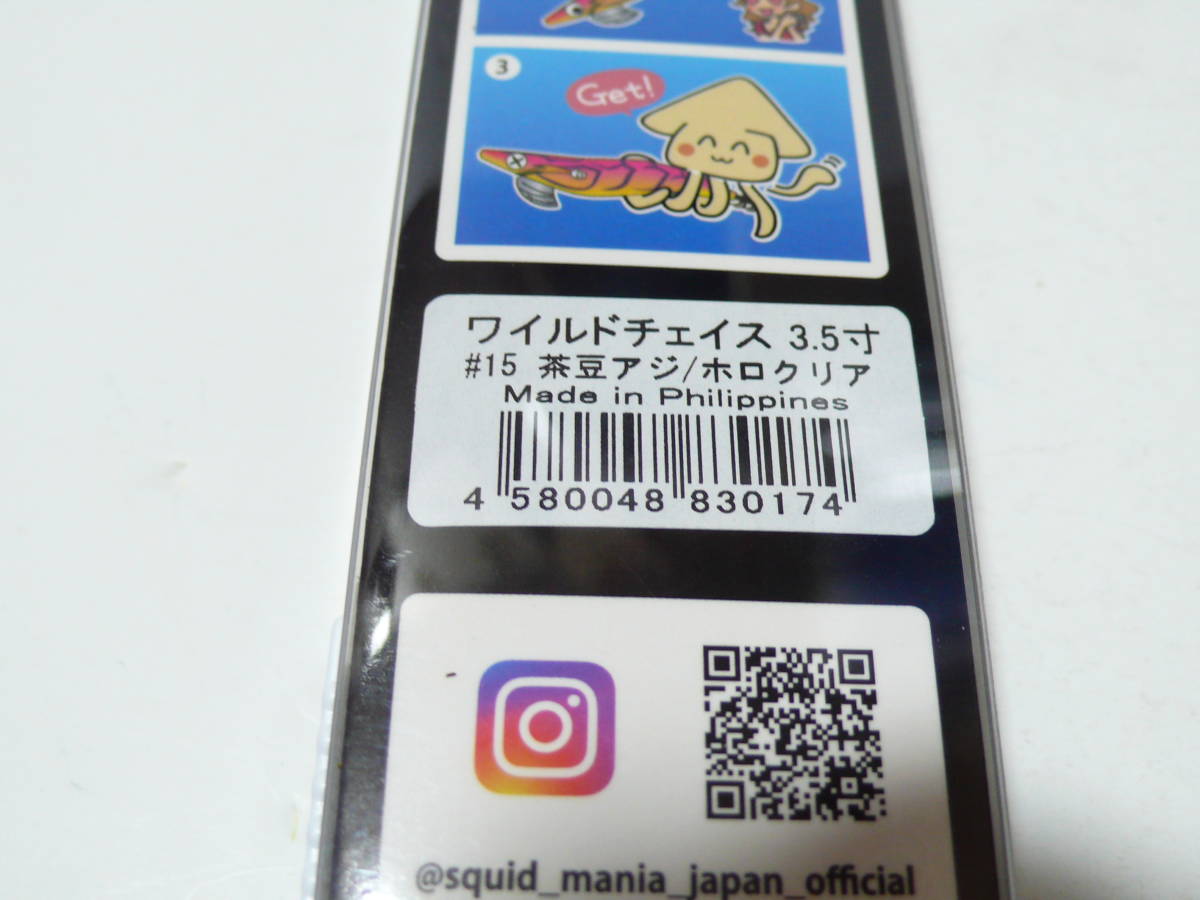 3
Get!
ワイルドチェイス 3.5寸
#15 茶豆アジ/ホロクリア
Made in Philippines
4 580048 830174
@squid_mania_japan_official